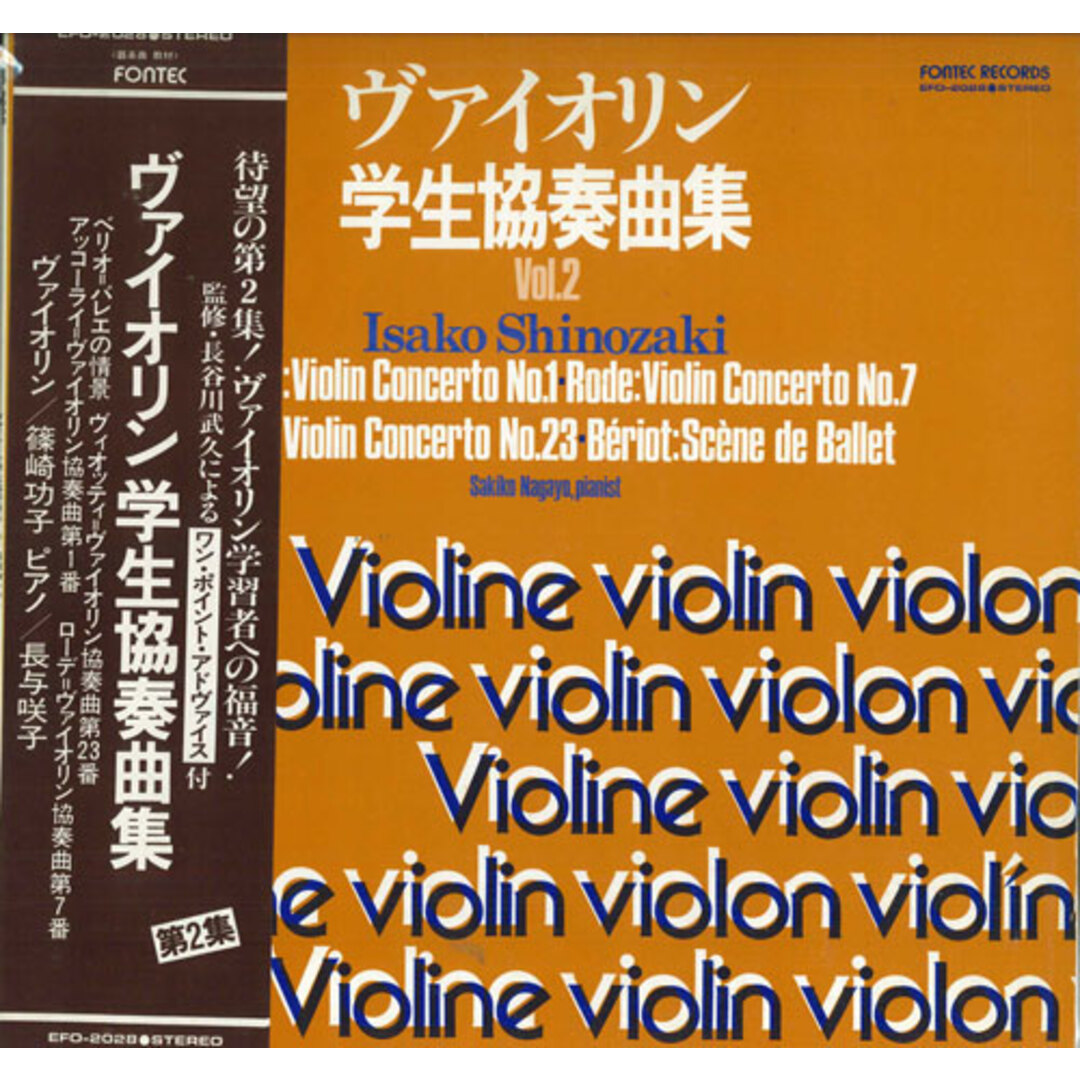 EFO-2028●STEREO
〈器楽曲 教材〉
FONTEC
待望の第2集！ヴァイオリン学習者への福音！
監修・長谷川武久による ワン・ポイント・アドヴァイス 付
ヴァイオリン 学生協奏曲集
第2集
ベリオ=バレエの情景 ヴィオッティ=ヴァイオリン協奏曲第23番
アッコーライ=ヴァイオリン協奏曲第1番 ローデ=ヴァイオリン協奏曲第7番
ヴァイオリン／篠崎功子 ピアノ／長与咲子
EFO-2028●STEREO
FONTEC RECORDS
EFO-2028●STEREO
ヴァイオリン
学生協奏曲集
Vol.2
Isako Shinozaki
:Violin Concerto No.1·Rode:Violin Concerto No.7
Violin Concerto No.23·Bériot:Scène de Ballet
Sakiko Nagayo,pianist
Violine violin violon
oline violin violon vio
Violine violin vio
ne violin violon violín
Violine violin violon